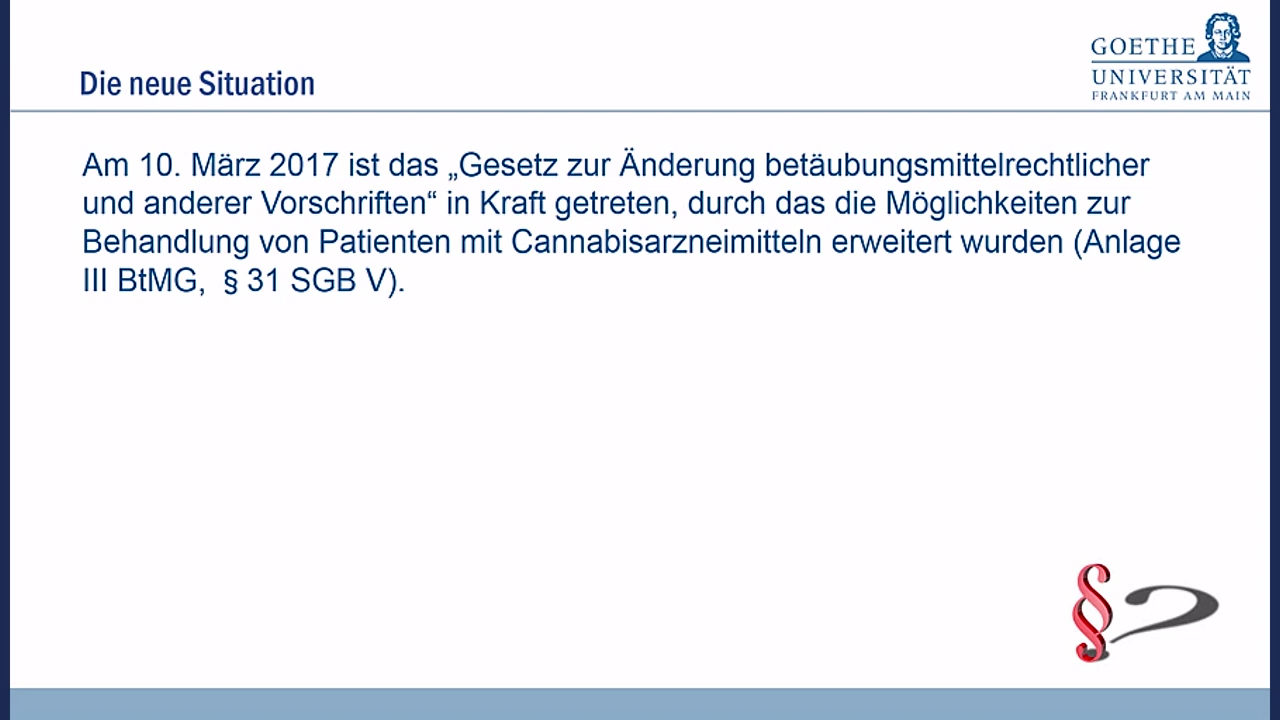 GOETHE
UNIVERSITÄT
FRANKFURT AM MAIN
Die neue Situation
Am 10. März 2017 ist das „Gesetz zur Änderung betäubungsmittelrechtlicher
und anderer Vorschriften“ in Kraft getreten, durch das die Möglichkeiten zur
Behandlung von Patienten mit Cannabisarzneimitteln erweitert wurden (Anlage
III BtMG, § 31 SGB V).
§